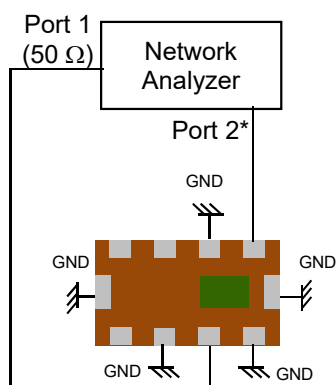 Port 1
(50 Ω)
Network
Analyzer
Port 2*
GND
GND
GND
GND
GND